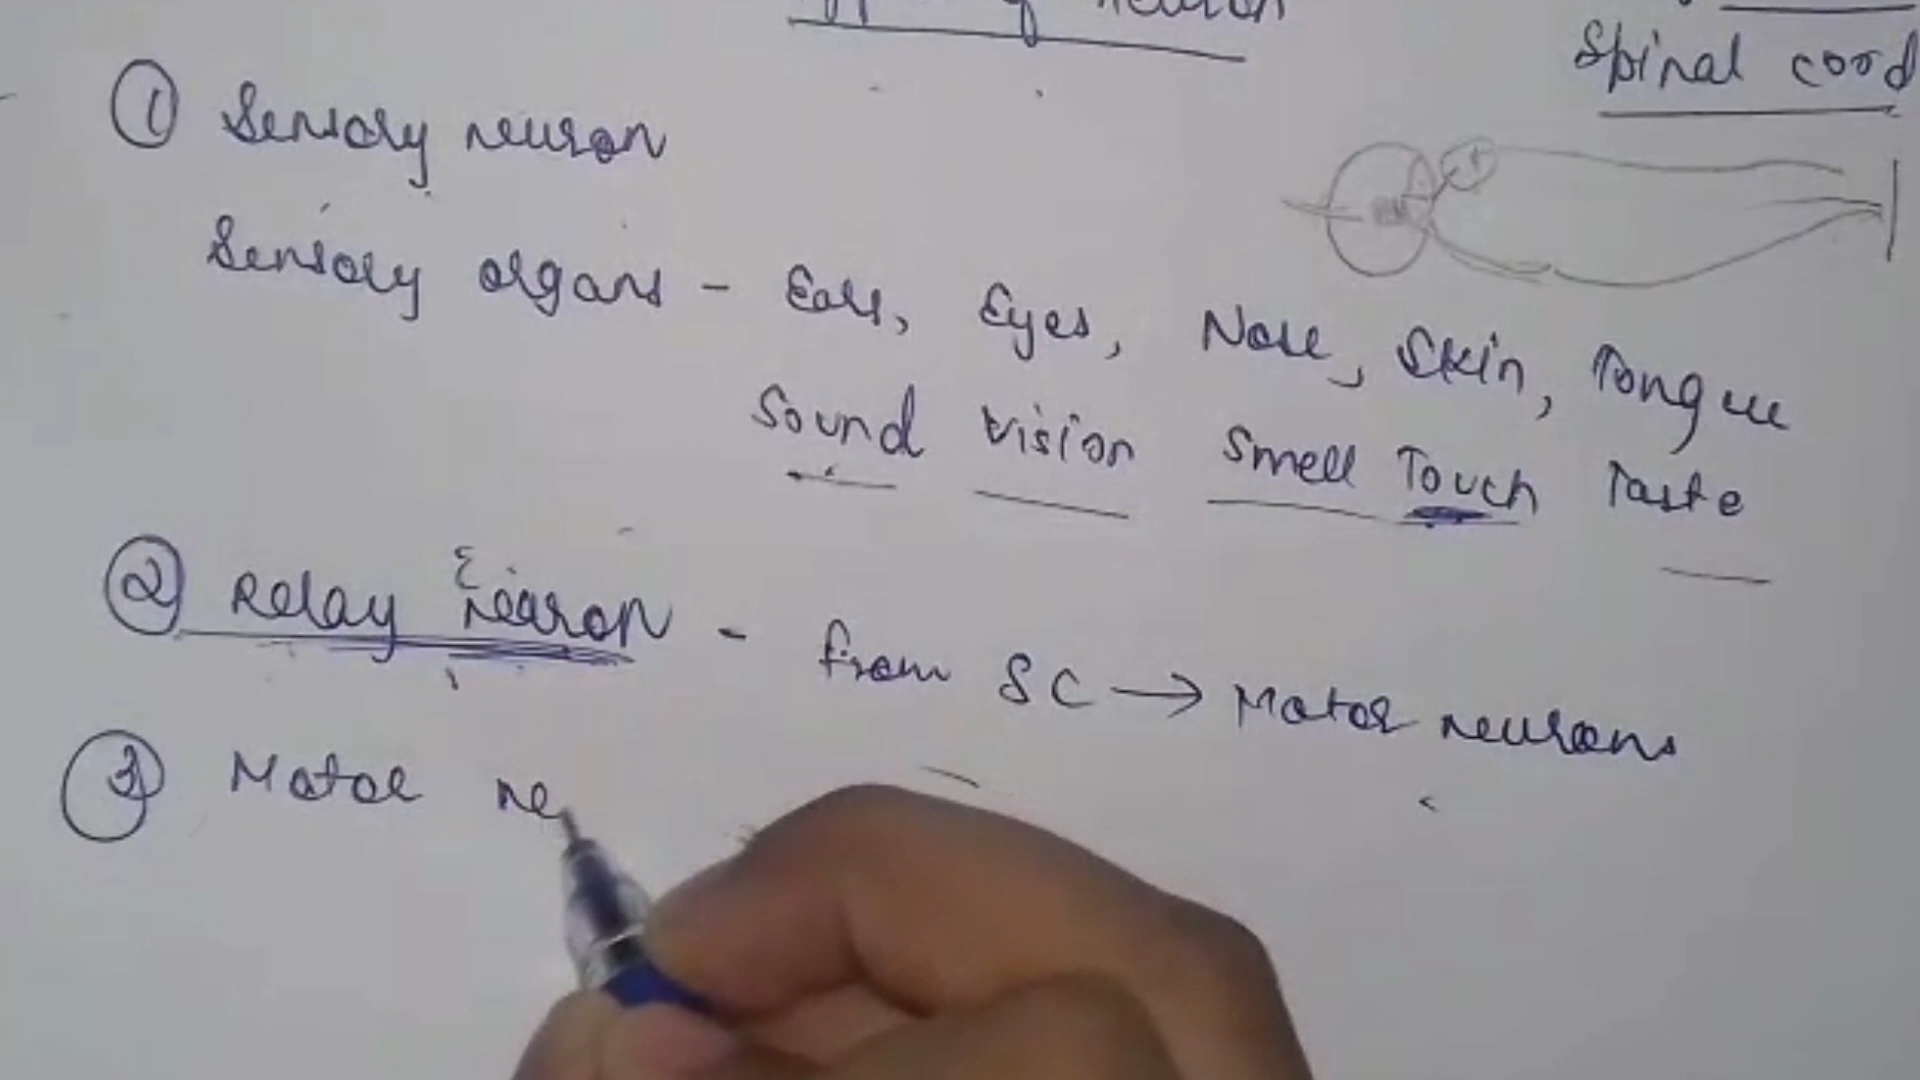 neuron
Spinal cord
1 Sensory neuron
Sensory organs - Ears, Eyes, Nose, Skin, Tongue
Sound Vision Smell Touch Taste
2 Relay neuron - from SC → Motor neurons
3 Motor ne